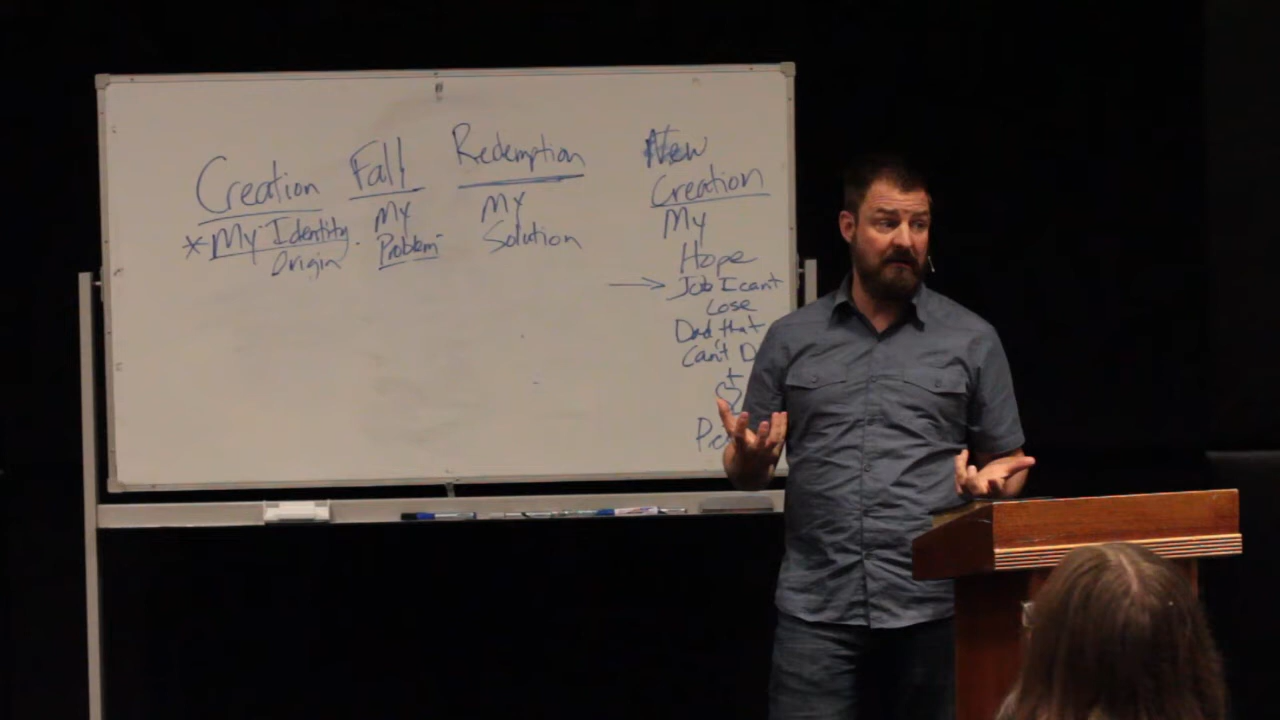 Creation
* My Identity
Origin
Fall
My
Problem
Redemption
My
Solution
New
Creation
My
Hope
→ Job I cant
Lose
Dad that
Can't